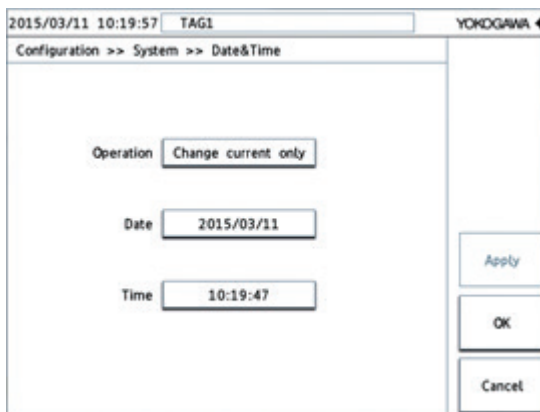 2015/03/11 10:19:57 TAG1 YOKOGAWA
Configuration >> System >> Date&Time
Operation Change current only
Date 2015/03/11
Time 10:19:47
Apply
OK
Cancel